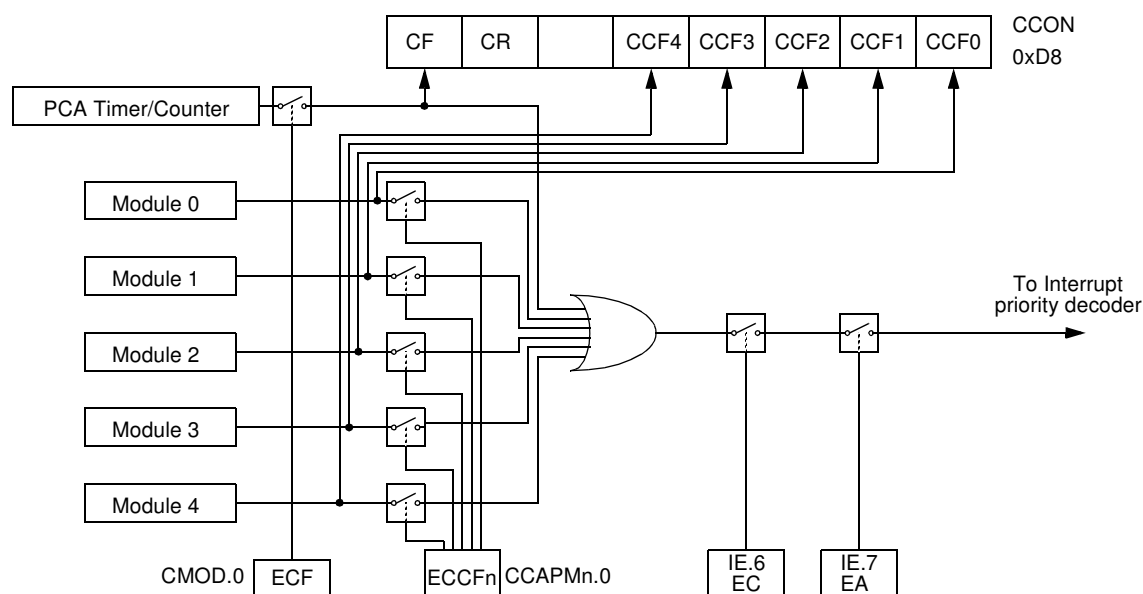 CF CR CCF4 CCF3 CCF2 CCF1 CCF0
CCON
0xD8
PCA Timer/Counter
Module 0
Module 1
Module 2
Module 3
Module 4
To Interrupt
priority decoder
CMOD.0 ECF
ECCFn CCAPMn.0
IE.6
EC
IE.7
EA